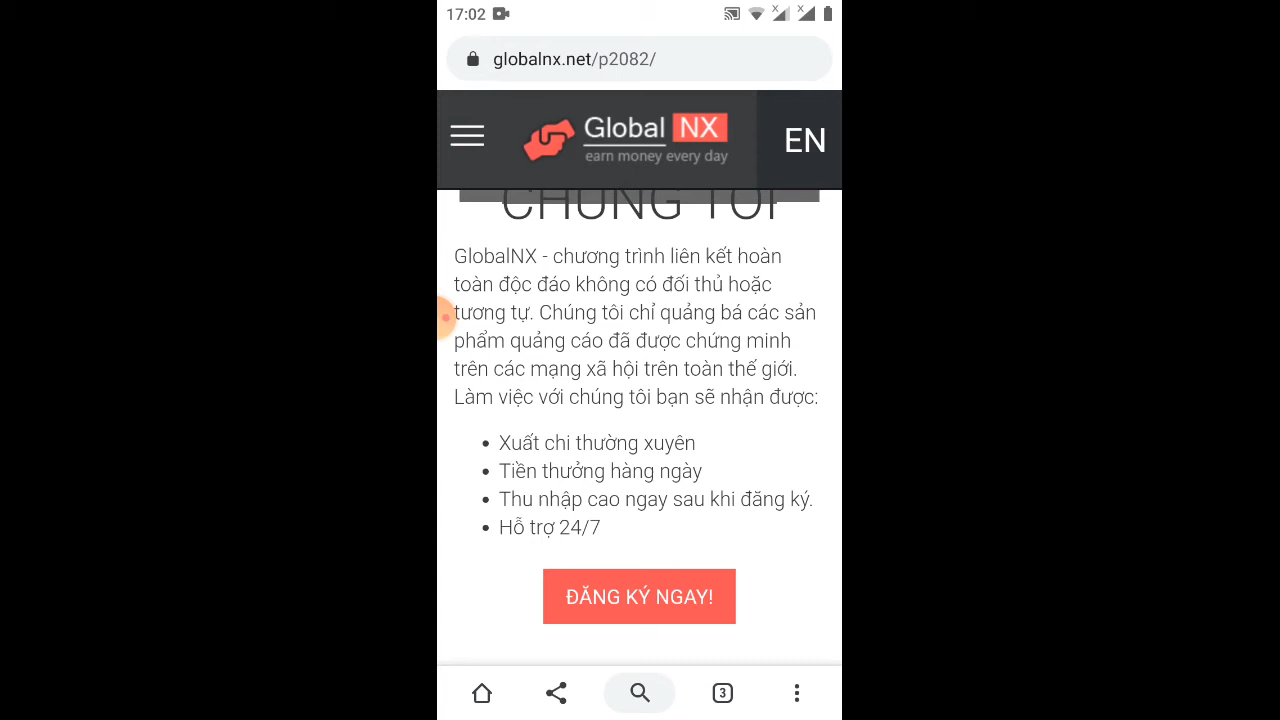 17:02
globalnx.net/p2082/
Global NX
earn money every day
EN
CHÚNG TÔI
GlobalNX - chương trình liên kết hoàn
toàn độc đáo không có đối thủ hoặc
tương tự. Chúng tôi chỉ quảng bá các sản
phẩm quảng cáo đã được chứng minh
trên các mạng xã hội trên toàn thế giới.
Làm việc với chúng tôi bạn sẽ nhận được:
Xuất chi thường xuyên
Tiền thưởng hàng ngày
Thu nhập cao ngay sau khi đăng ký.
Hỗ trợ 24/7
ĐĂNG KÝ NGAY!
3